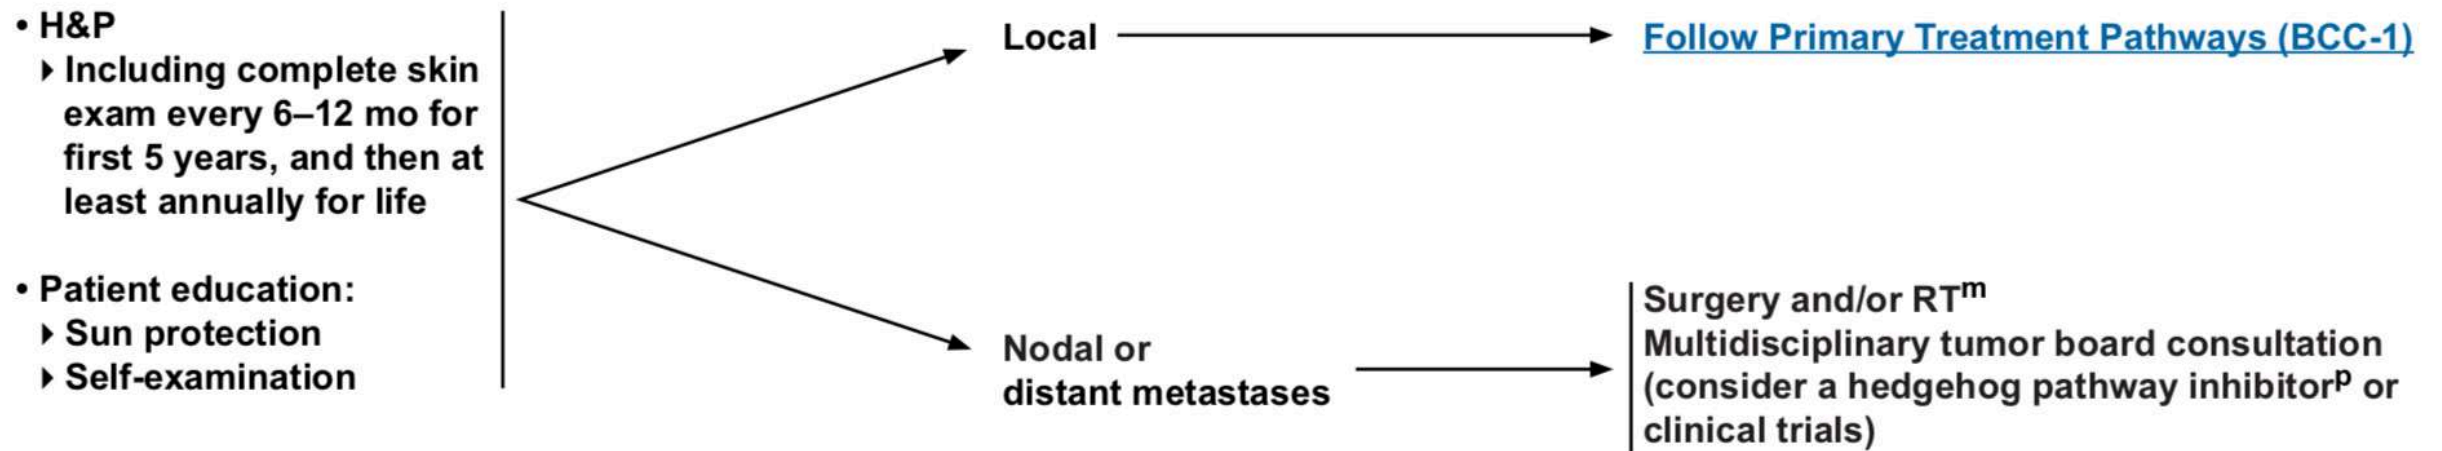 • H&P
▸ Including complete skin
exam every 6–12 mo for
first 5 years, and then at
least annually for life
• Patient education:
▸ Sun protection
▸ Self-examination
Local
Follow Primary Treatment Pathways (BCC-1)
Nodal or
distant metastases
Surgery and/or RTᵐ
Multidisciplinary tumor board consultation
(consider a hedgehog pathway inhibitorᵖ or
clinical trials)